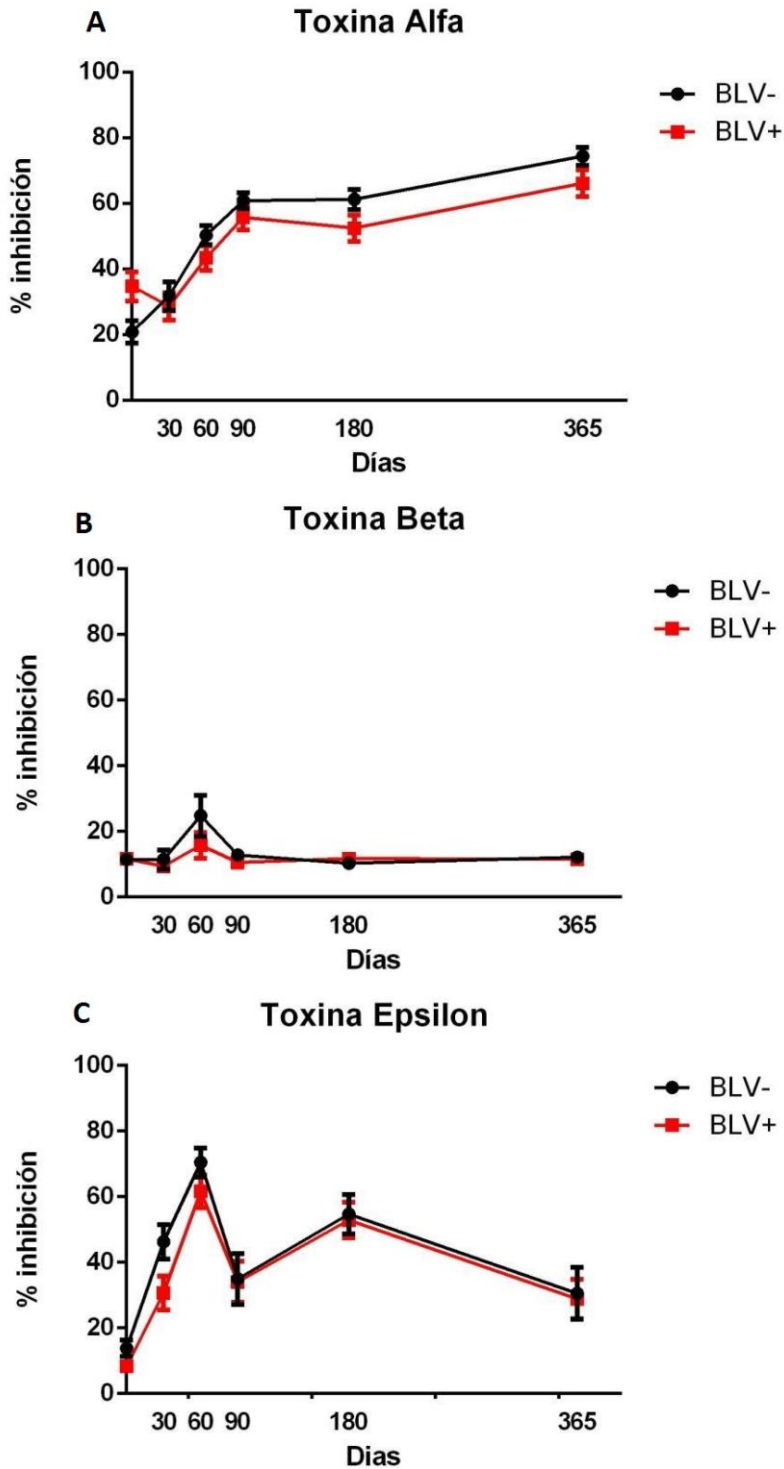 A
Toxina Alfa
100
80
60
40
20
0
% inhibición
30 60 90 180 365
Días
BLV-
BLV+
B
Toxina Beta
100
80
60
40
20
0
% inhibición
30 60 90 180 365
Días
BLV-
BLV+
C
Toxina Epsilon
100
80
60
40
20
0
% inhibición
30 60 90 180 365
Dias
BLV-
BLV+